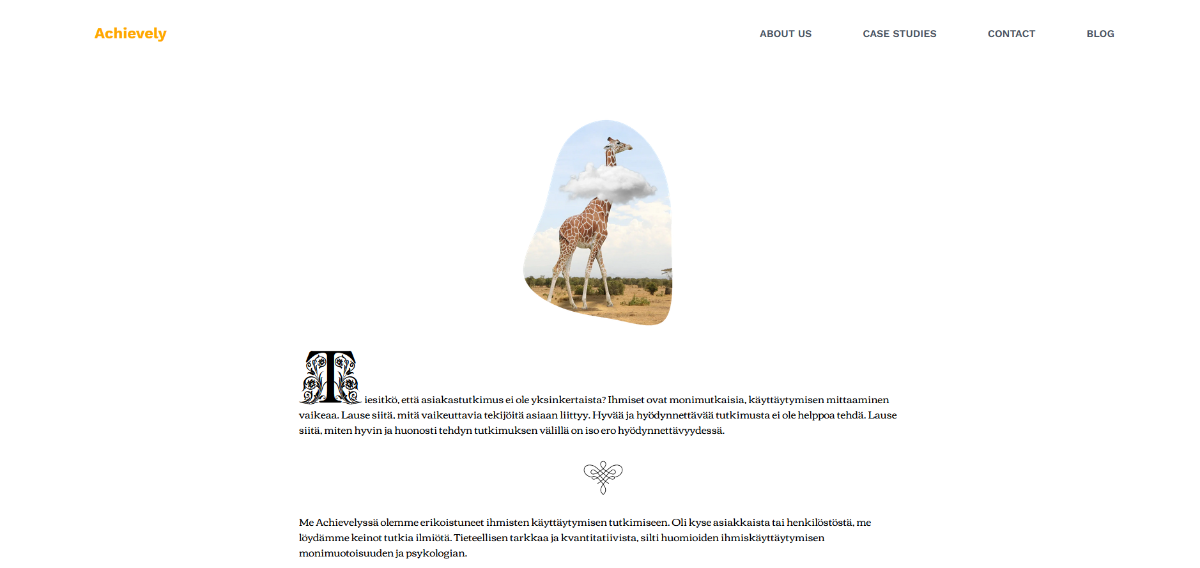 Achievely
ABOUT US
CASE STUDIES
CONTACT
BLOG
Tiesitkö, että asiakastutkimus ei ole yksinkertaista? Ihmiset ovat monimutkaisia, käyttäytymisen mittaaminen
vaikeaa. Lause siitä, mitä vaikeuttavia tekijöitä asiaan liittyy. Hyvää ja hyödynnettävää tutkimusta ei ole helppoa tehdä. Lause
siitä, miten hyvin ja huonosti tehdyn tutkimuksen välillä on iso ero hyödynnettävyydessä.
Me Achievelyssä olemme erikoistuneet ihmisten käyttäytymisen tutkimiseen. Oli kyse asiakkaista tai henkilöstöstä, me
löydämme keinot tutkia ilmiötä. Tieteellisen tarkkaa ja kvantitatiivista, silti huomioiden ihmiskäyttäytymisen
monimuotoisuuden ja psykologian.